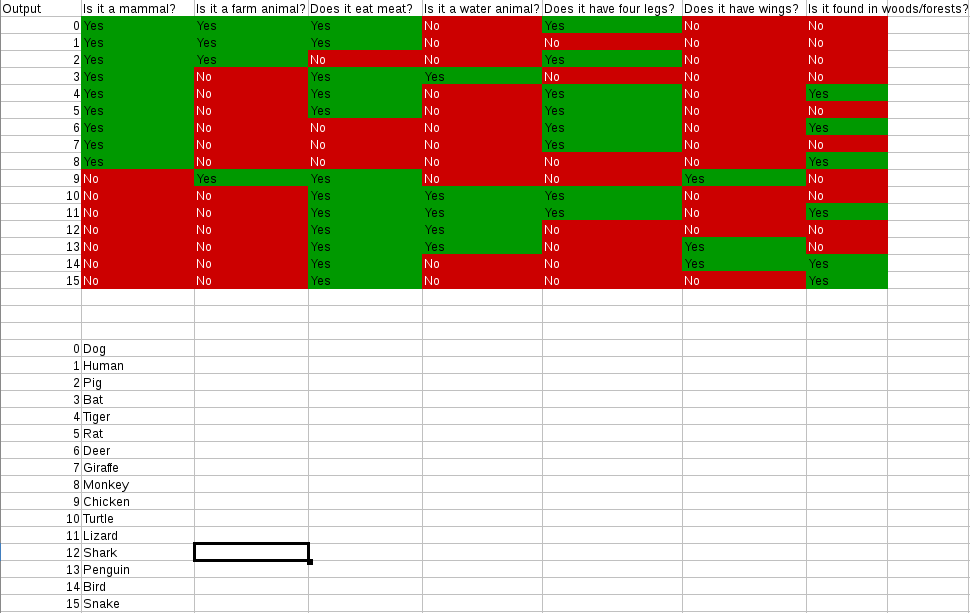 Output Is it a mammal? Is it a farm animal? Does it eat meat? Is it a water animal? Does it have four legs? Does it have wings? Is it found in woods/forests?
0 Yes Yes Yes No Yes No No
1 Yes Yes Yes No No No No
2 Yes Yes No No Yes No No
3 Yes No Yes Yes No No No
4 Yes No Yes No Yes No Yes
5 Yes No Yes No Yes No No
6 Yes No No No Yes No Yes
7 Yes No No No Yes No No
8 Yes No No No No No Yes
9 No Yes Yes No No Yes No
10 No No Yes Yes Yes No No
11 No No Yes Yes Yes No Yes
12 No No Yes Yes No No No
13 No No Yes Yes No Yes No
14 No No Yes No No Yes Yes
15 No No Yes No No No Yes
0 Dog
1 Human
2 Pig
3 Bat
4 Tiger
5 Rat
6 Deer
7 Giraffe
8 Monkey
9 Chicken
10 Turtle
11 Lizard
12 Shark
13 Penguin
14 Bird
15 Snake